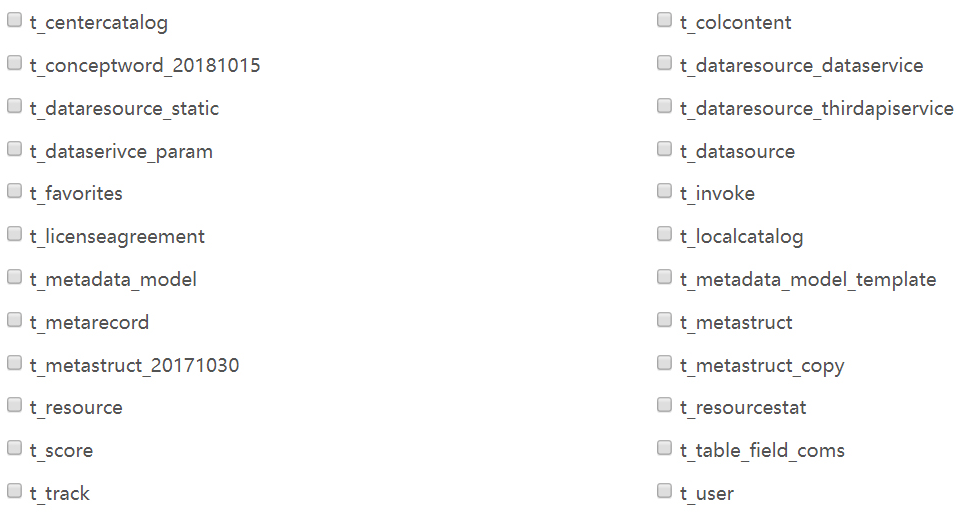 t_centercatalog t_colcontent
t_conceptword_20181015 t_dataresource_dataservice
t_dataresource_static t_dataresource_thirdapiservice
t_dataserivce_param t_datasource
t_favorites t_invoke
t_licenseagreement t_localcatalog
t_metadata_model t_metadata_model_template
t_metarecord t_metastruct
t_metastruct_20171030 t_metastruct_copy
t_resource t_resourcestat
t_score t_table_field_coms
t_track t_user